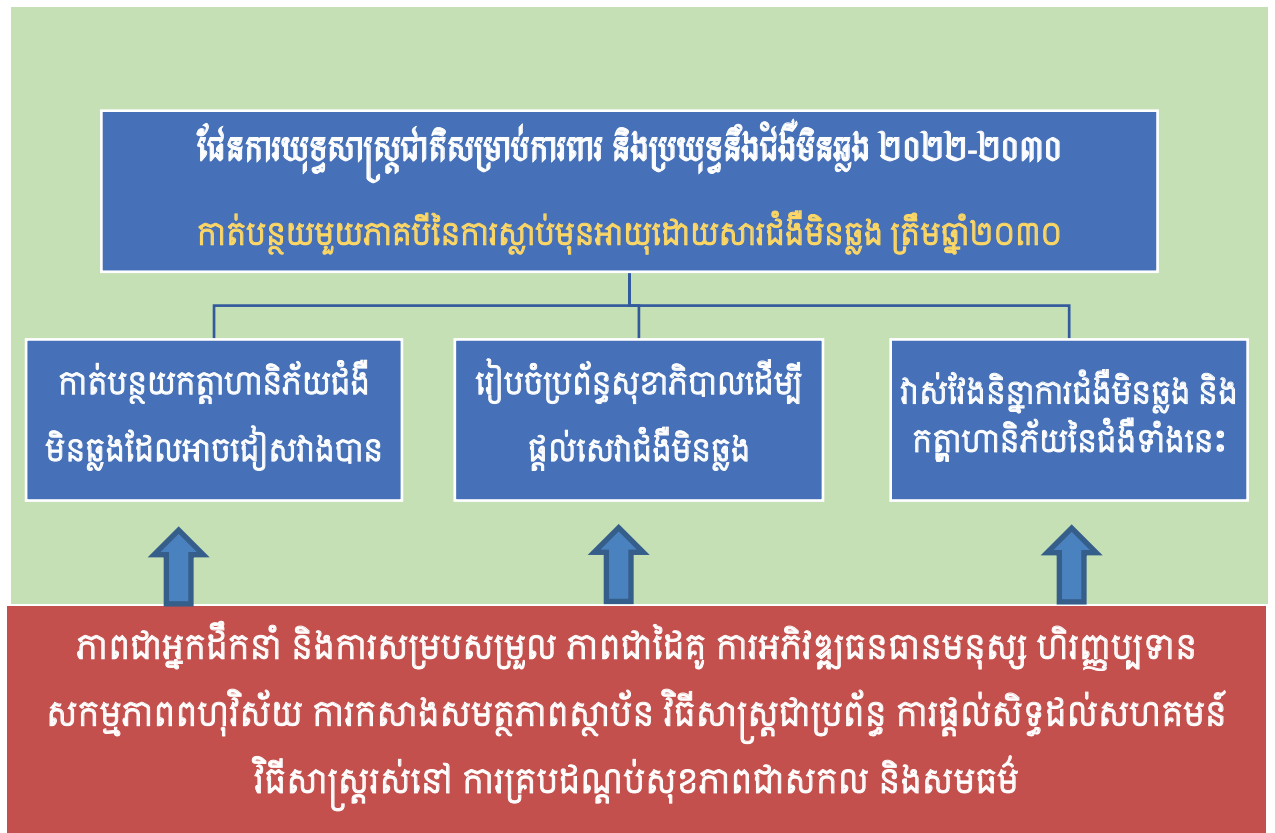 ផែនការយុទ្ធសាស្ត្រជាតិសម្រាប់ការពារ និងប្រយុទ្ធនឹងជំងឺមិនឆ្លង ២០២២-២០៣០
កាត់បន្ថយមួយភាគបីនៃការស្លាប់មុនអាយុដោយសារជំងឺមិនឆ្លង ត្រឹមឆ្នាំ២០៣០
កាត់បន្ថយកត្តាហានិភ័យជំងឺ
មិនឆ្លងដែលអាចជៀសវាងបាន
រៀបចំប្រព័ន្ធសុខាភិបាលដើម្បី
ផ្តល់សេវាជំងឺមិនឆ្លង
វាស់វែងនិន្នាការជំងឺមិនឆ្លង និង
កត្តាហានិភ័យនៃជំងឺទាំងនេះ
ភាពជាអ្នកដឹកនាំ និងការសម្របសម្រួល ភាពជាដៃគូ ការអភិវឌ្ឍធនធានមនុស្ស ហិរញ្ញប្បទាន
សកម្មភាពពហុវិស័យ ការកសាងសមត្ថភាពស្ថាប័ន វិធីសាស្ត្រជាប្រព័ន្ធ ការផ្តល់សិទ្ធដល់សហគមន៍
វិធីសាស្ត្ររស់នៅ ការគ្របដណ្តប់សុខភាពជាសកល និងសមធម៌